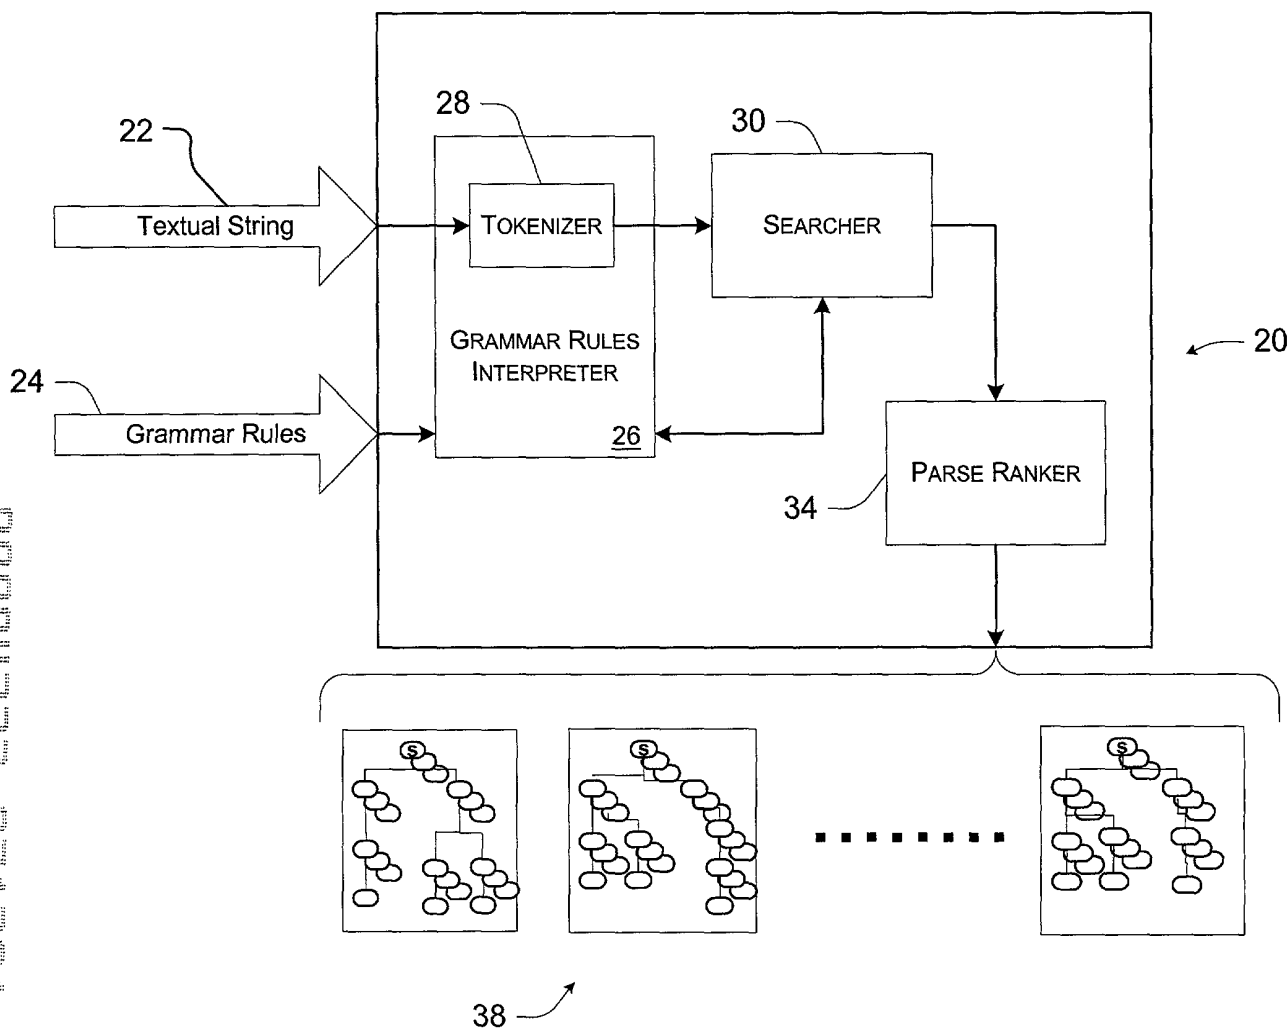 28
22
30
Textual String
TOKENIZER
SEARCHER
GRAMMAR RULES
INTERPRETER
20
24
Grammar Rules
26
PARSE RANKER
34
S
S
S
38